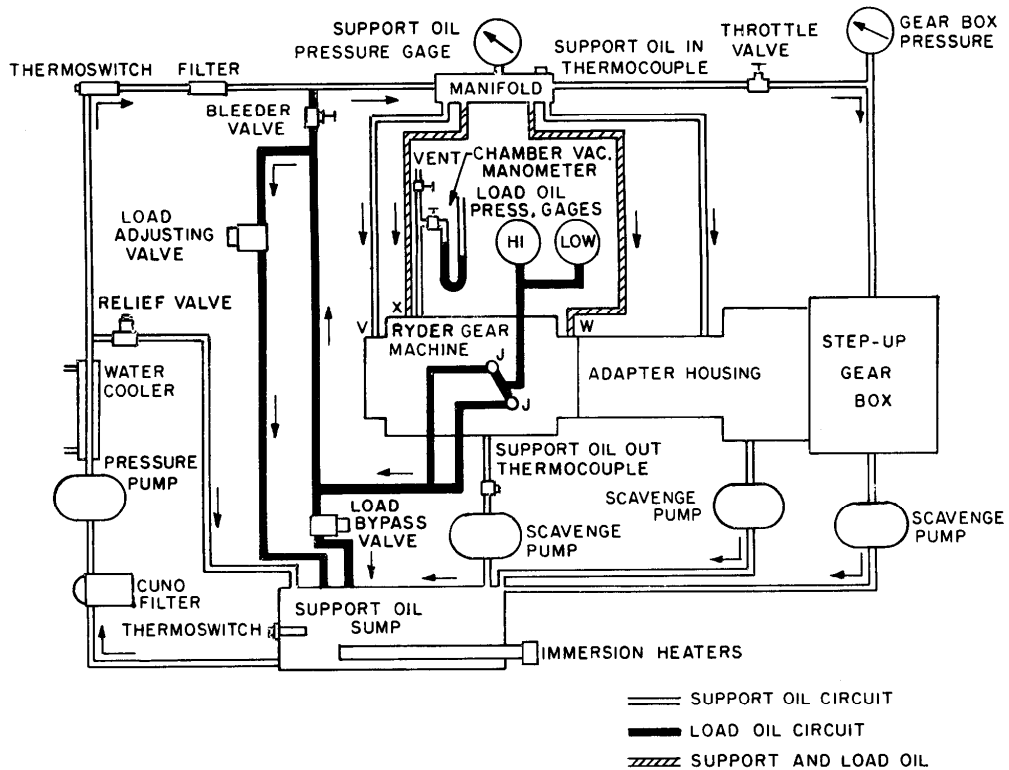 SUPPORT OIL
PRESSURE GAGE
GEAR BOX
PRESSURE
THROTTLE
VALVE
SUPPORT OIL IN
THERMOCOUPLE
THERMOSWITCH
FILTER
MANIFOLD
BLEEDER
VALVE
VENT
CHAMBER VAC.
MANOMETER
LOAD OIL
PRESS, GAGES
HI
LOW
LOAD
ADJUSTING
VALVE
RELIEF VALVE
X
V
W
RYDER GEAR
MACHINE
J
J
ADAPTER HOUSING
STEP-UP
GEAR
BOX
WATER
COOLER
PRESSURE
PUMP
SUPPORT OIL OUT
THERMOCOUPLE
LOAD
BYPASS
VALVE
SCAVENGE
PUMP
SCAVENGE
PUMP
SCAVENGE
PUMP
CUNO
FILTER
SUPPORT OIL
SUMP
THERMOSWITCH
IMMERSION HEATERS
SUPPORT OIL CIRCUIT
LOAD OIL CIRCUIT
SUPPORT AND LOAD OIL